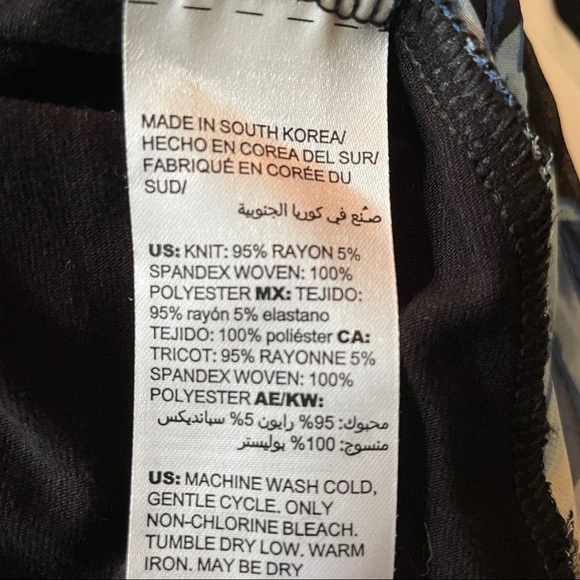 MADE IN SOUTH KOREA/
HECHO EN COREA DEL SUR/
FABRIQUÉ EN CORÉE DU
SUD/
صنع في كوريا الجنوبية
US: KNIT: 95% RAYON 5%
SPANDEX WOVEN: 100%
POLYESTER MX: TEJIDO:
95% rayón 5% elastano
TEJIDO: 100% poliéster CA:
TRICOT: 95% RAYONNE 5%
SPANDEX WOVEN: 100%
POLYESTER AE/KW:
محبوك: 95% رايون 5% سبانديكس
منسوج: 100% بوليستر
US: MACHINE WASH COLD,
GENTLE CYCLE. ONLY
NON-CHLORINE BLEACH.
TUMBLE DRY LOW. WARM
IRON. MAY BE DRY